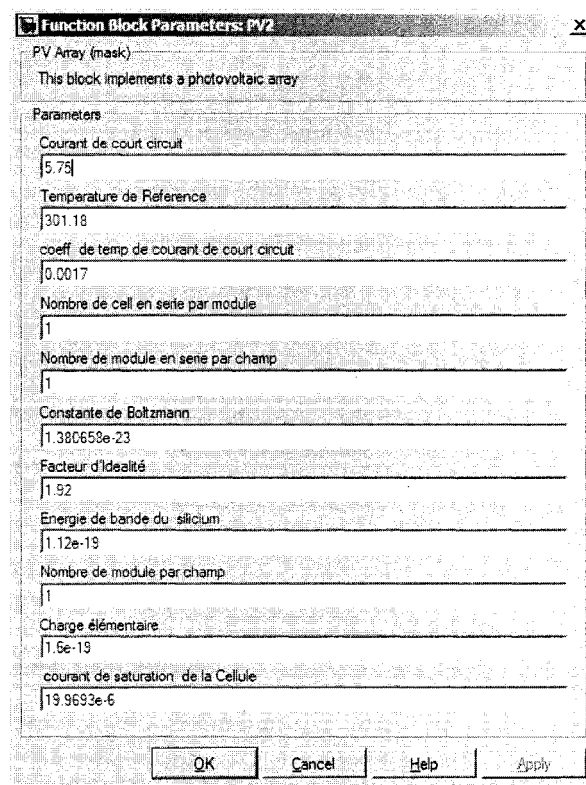 Function Block Parameters: PV2
PV Array (mask)
This block implements a photovoltaic array
Parameters
Courant de court circuit
5.75
Temperature de Reference
301.18
coeff de temp de courant de court circuit
0.0017
Nombre de cell en serie par module
1
Nombre de module en serie par champ
1
Constante de Boltzmann
1.380658e-23
Facteur d'Idealité
1.92
Energie de bande du silicium
1.12e-19
Nombre de module par champ
1
Charge élémentaire
1.6e-19
courant de saturation de la Cellule
19.9693e-6
OK Cancel Help Apply